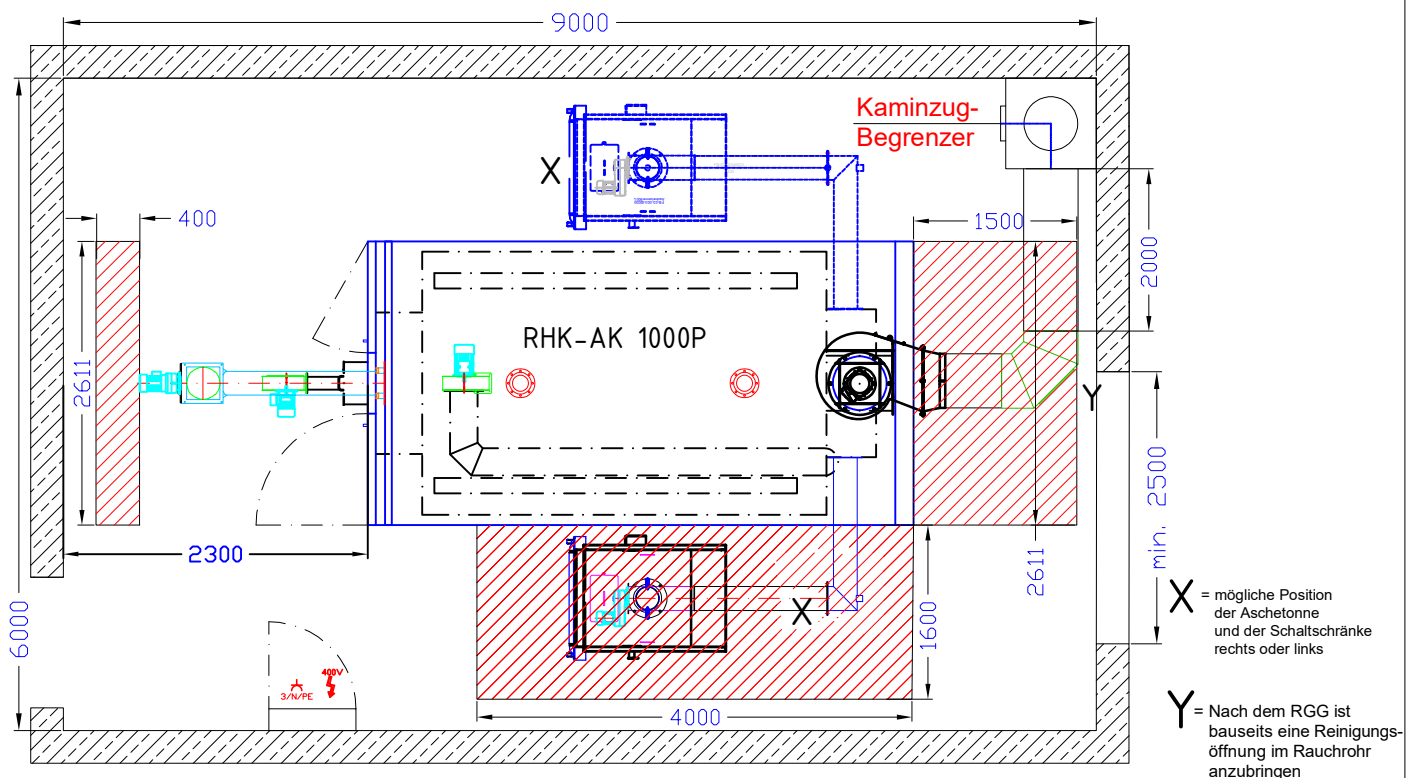 9000
Kaminzug-
Begrenzer
X
400
1500
2000
RHK-AK 1000P
2611
Y
min. 2500
2300
2611
6000
X
1600
X = mögliche Position
der Aschetonne
und der Schaltschränke
rechts oder links
400V
3/N/PE
4000
Y = Nach dem RGG ist
bauseits eine Reinigungs-
öffnung im Rauchrohr
anzubringen